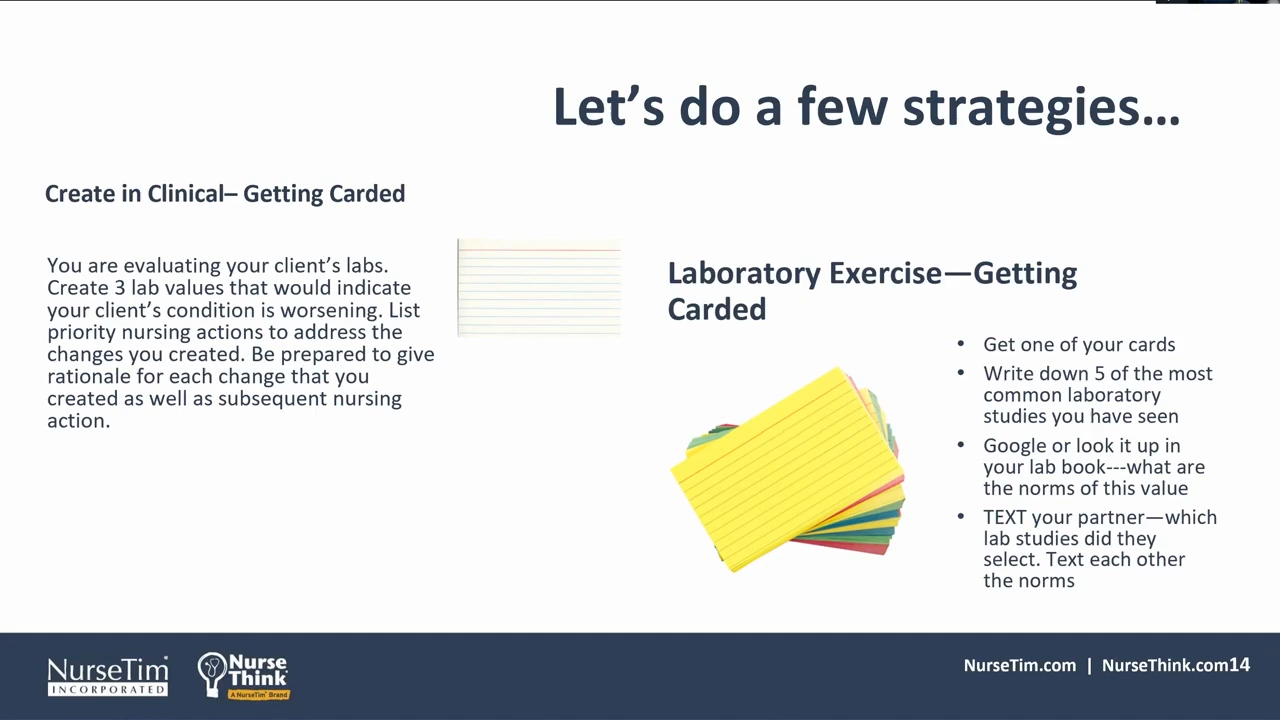 Let’s do a few strategies…
Create in Clinical– Getting Carded
You are evaluating your client’s labs.
Create 3 lab values that would indicate
your client’s condition is worsening. List
priority nursing actions to address the
changes you created. Be prepared to give
rationale for each change that you
created as well as subsequent nursing
action.
Laboratory Exercise—Getting
Carded
• Get one of your cards
• Write down 5 of the most
common laboratory
studies you have seen
• Google or look it up in
your lab book---what are
the norms of this value
• TEXT your partner—which
lab studies did they
select. Text each other
the norms
NurseTim®
INCORPORATED
Nurse
Think®
A NurseTim® Brand
NurseTim.com | NurseThink.com14